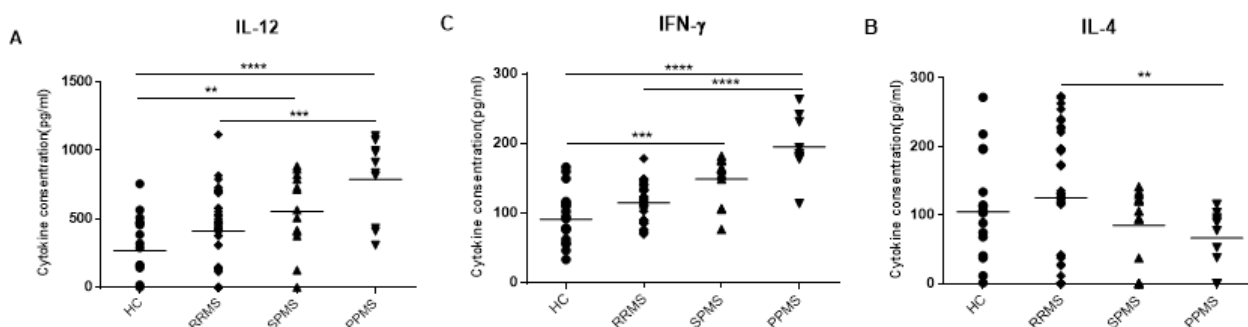 A
IL-12
Cytokine consentration(pg/ml)
1500
1000
500
0
****
**
***
HC
RRMS
SPMS
PPMS
C
IFN-γ
Cytokine consentration(pg/ml)
300
200
100
0
****
****
***
HC
RRMS
SPMS
PPMS
B
IL-4
Cytokine consentration(pg/ml)
300
200
100
0
**
HC
RRMS
SPMS
PPMS